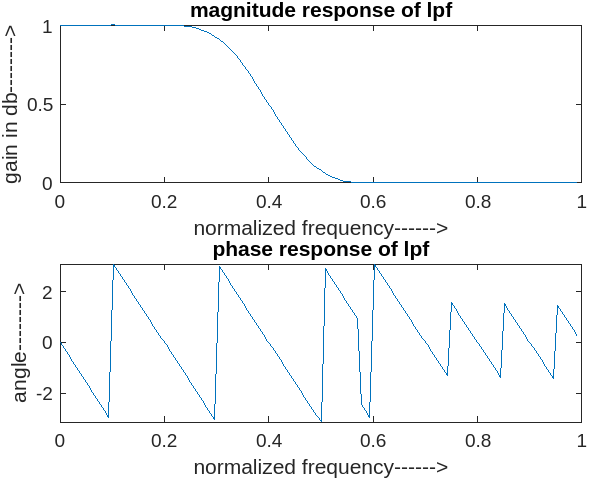 magnitude response of lpf
1
0.5
0
gain in db-------->
0 0.2 0.4 0.6 0.8 1
normalized frequency------>
phase response of lpf
2
0
-2
angle-------->
0 0.2 0.4 0.6 0.8 1
normalized frequency------>